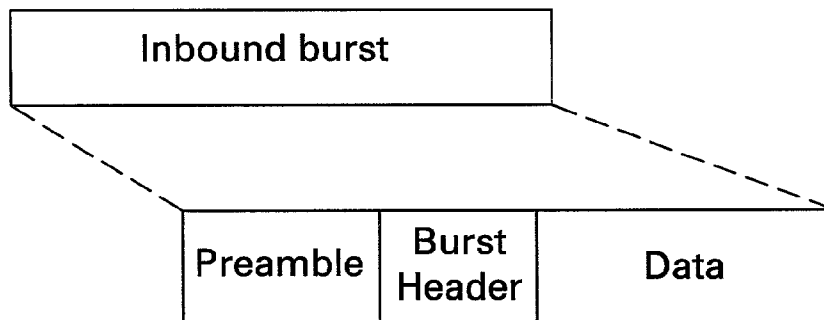 Inbound burst
Preamble
Burst
Header
Data